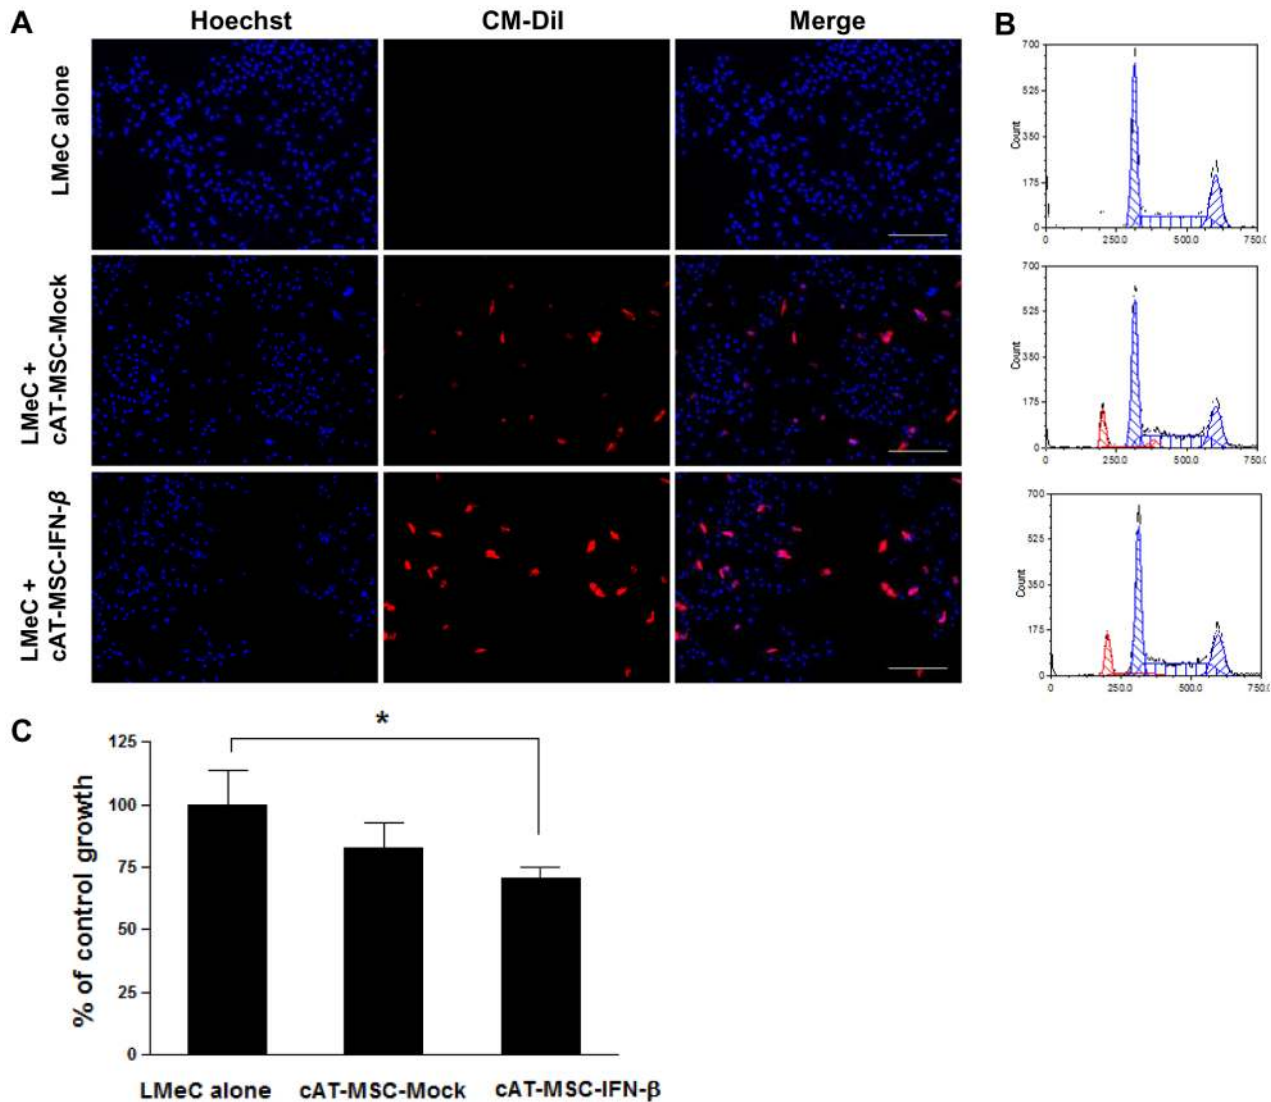 A
Hoechst
CM-DiI
Merge
B
LMeC alone
LMeC +
cAT-MSC-Mock
LMeC +
cAT-MSC-IFN-β
700
525
350
175
0
Count
0 250.0 500.0 750.0
700
525
350
175
0
Count
0 250.0 500.0 750.0
700
525
350
175
0
Count
0 250.0 500.0 750.0
C
*
125
100
75
50
25
0
% of control growth
LMeC alone cAT-MSC-Mock cAT-MSC-IFN-β